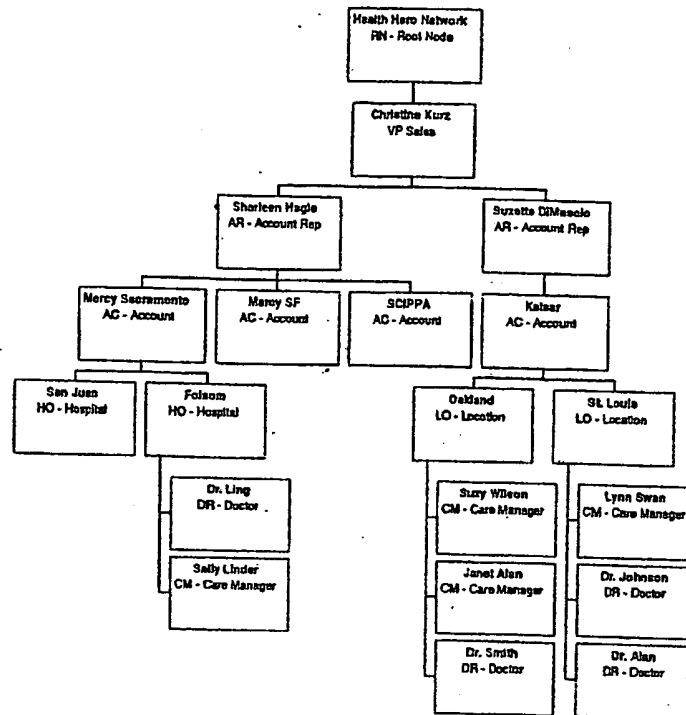 Health Hero Network
RN - Root Node
Christine Kurz
VP Sales
Sharleen Hagle
AR - Account Rep
Suzette DiMascio
AR - Account Rep
Mercy Sacramento
AC - Account
Mercy SF
AC - Account
SCIPPA
AC - Account
Kaiser
AC - Account
San Juan
HO - Hospital
Folsom
HO - Hospital
Oakland
LO - Location
St. Louis
LO - Location
Dr. Ling
DR - Doctor
Sally Linder
CM - Care Manager
Suzy Wilson
CM - Care Manager
Janet Alan
CM - Care Manager
Dr. Smith
DR - Doctor
Lynn Swan
CM - Care Manager
Dr. Johnson
DR - Doctor
Dr. Alan
DR - Doctor